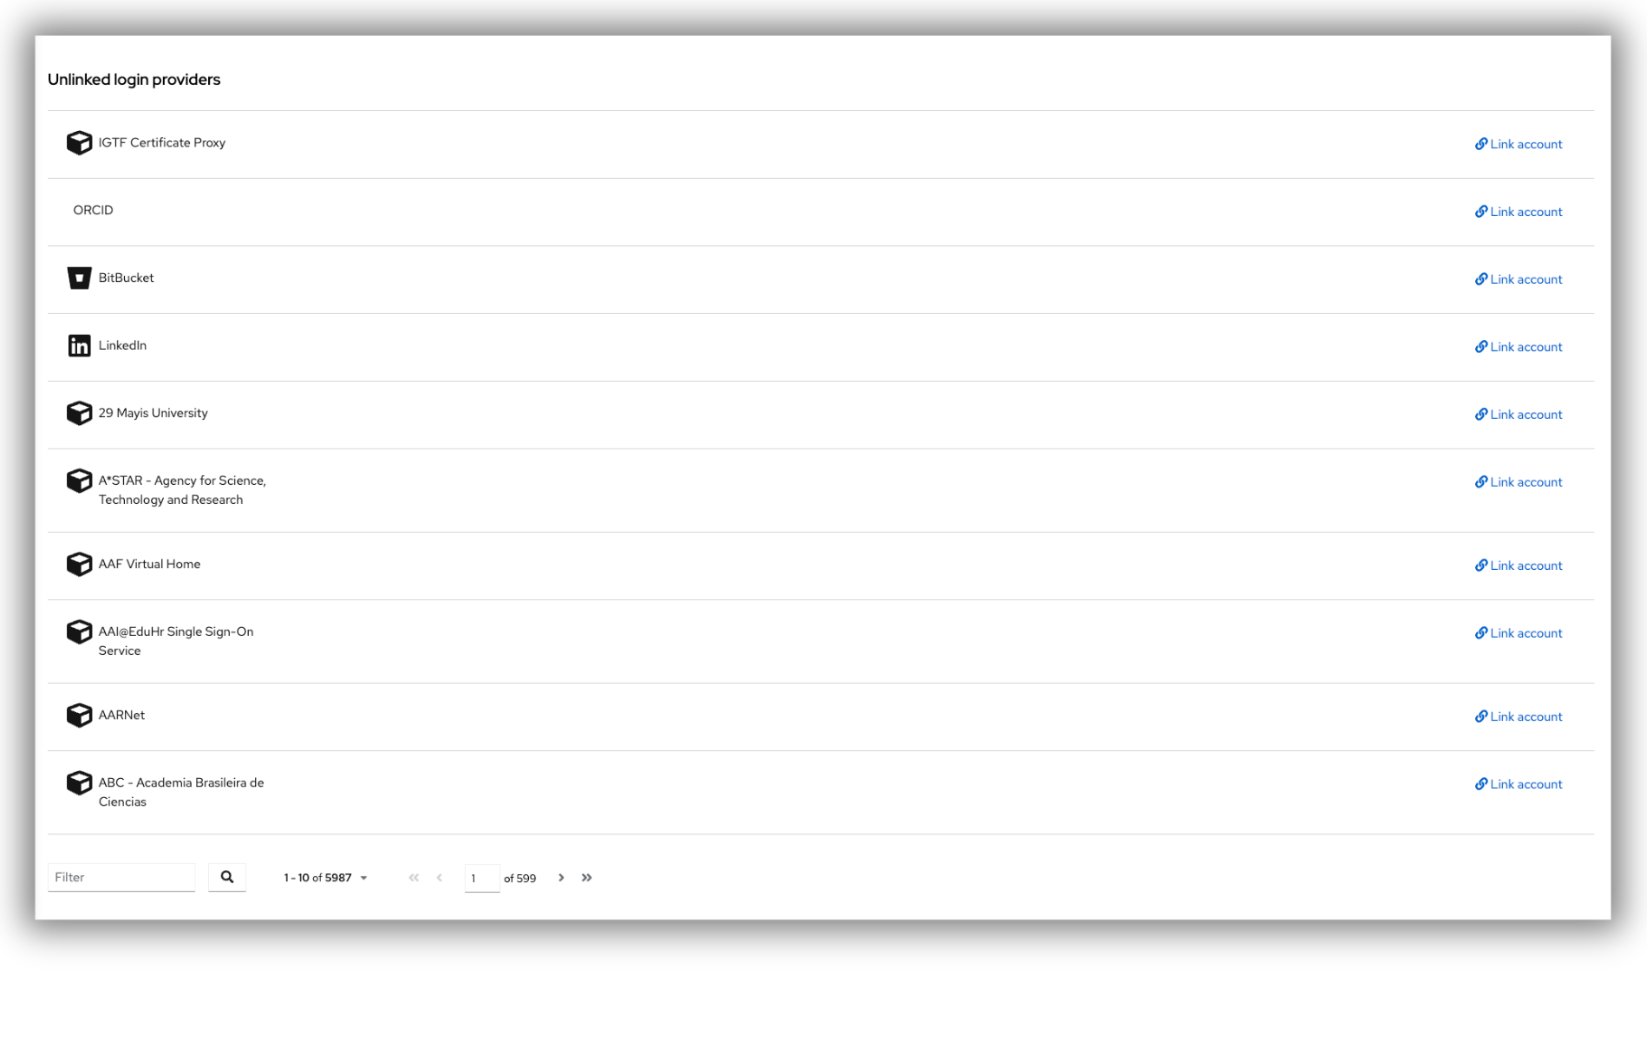 Unlinked login providers
IGTF Certificate Proxy
Link account
ORCID
Link account
BitBucket
Link account
LinkedIn
Link account
29 Mayis University
Link account
A*STAR - Agency for Science,
Technology and Research
Link account
AAF Virtual Home
Link account
AAI@EduHr Single Sign-On
Service
Link account
AARNet
Link account
ABC - Academia Brasileira de
Ciencias
Link account
Filter
1 - 10 of 5987
1 of 599